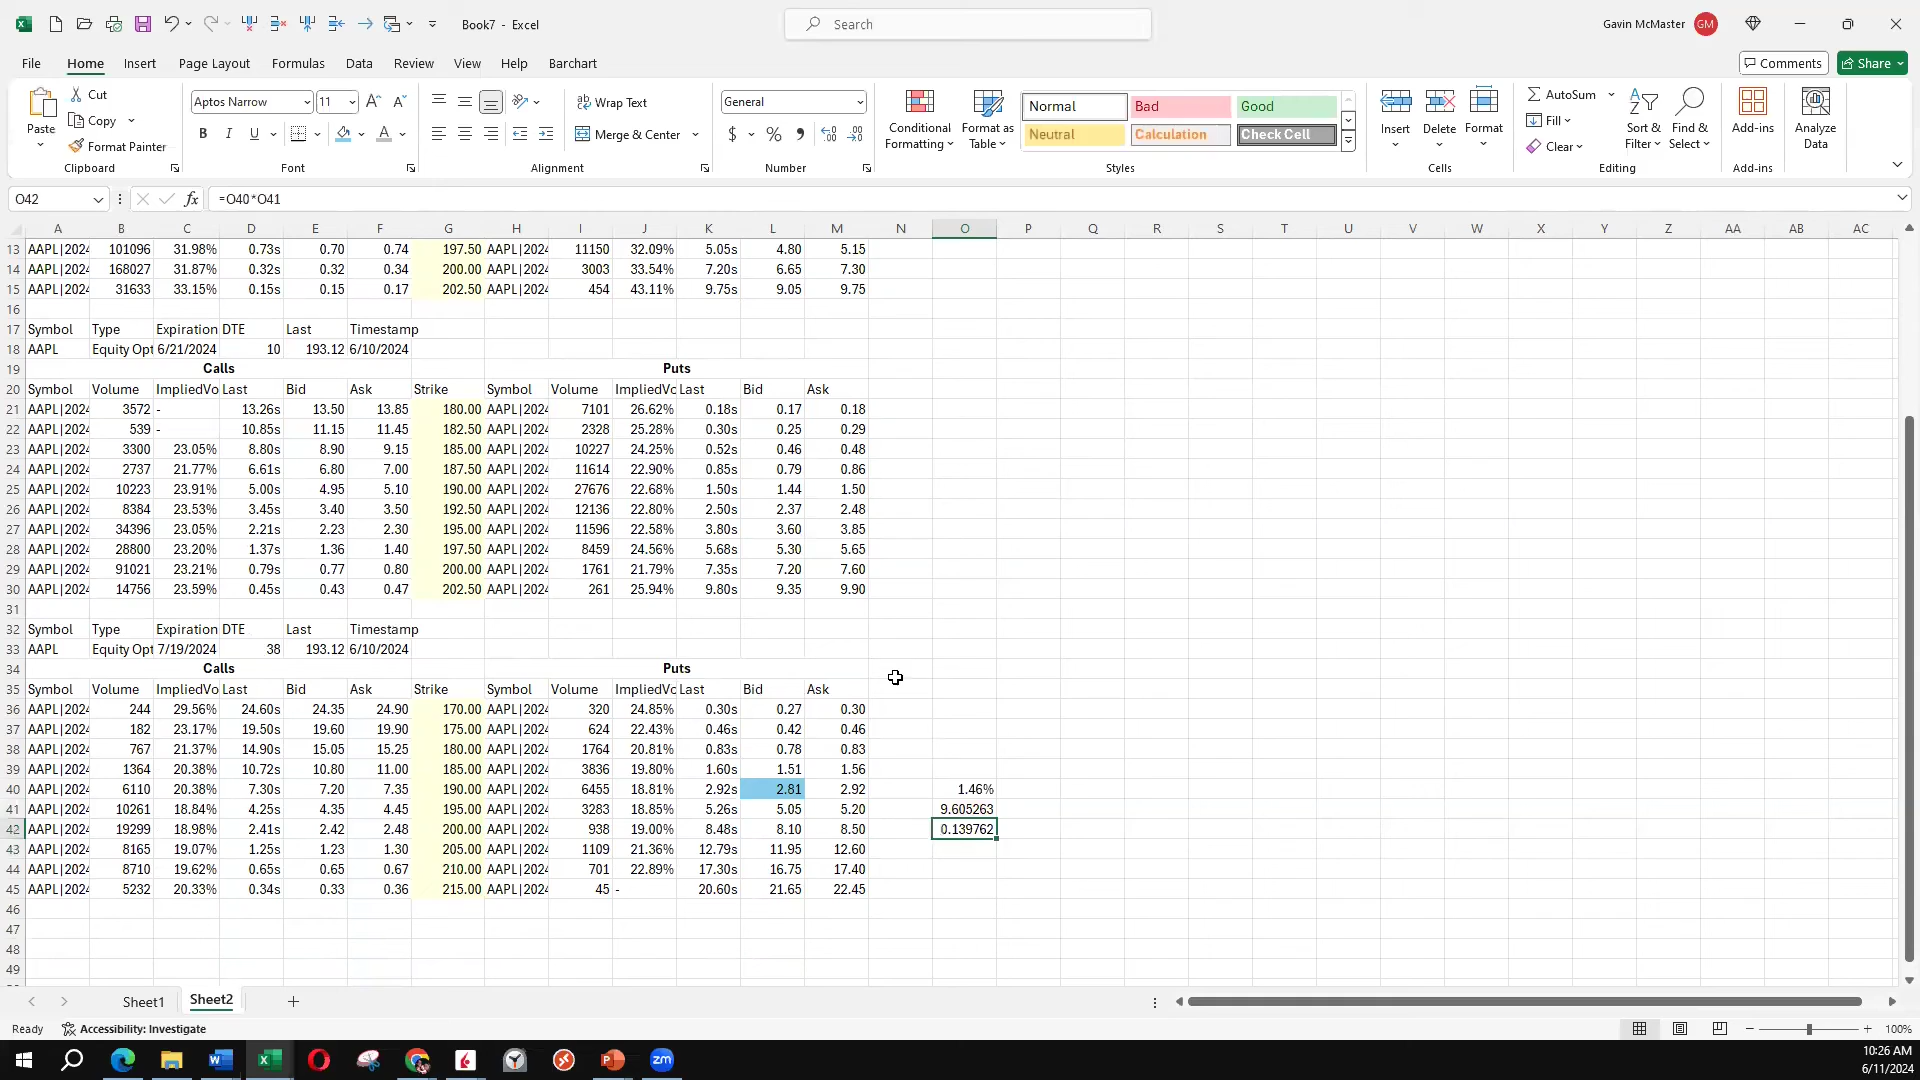 Book7 - Excel
Search
Gavin McMaster GM
File Home Insert Page Layout Formulas Data Review View Help Barchart Comments Share
Paste Cut Copy Format Painter Clipboard
Aptos Narrow 11 B I U Font
Wrap Text Merge & Center Alignment
General $ % Number
Conditional Formatting Format as Table
Normal Bad Good
Neutral Calculation Check Cell
Styles
Insert Delete Format Cells
AutoSum Fill Clear Sort & Filter Find & Select Editing
Add-ins Add-ins
Analyze Data
O42 fx =O40*O41
A B C D E F G H I J K L M N O P Q R S T U V W X Y Z AA AB AC
13 AAPL|2024 101096 31.98% 0.73s 0.70 0.74 197.50 AAPL|2024 11150 32.09% 5.05s 4.80 5.15
14 AAPL|2024 168027 31.87% 0.32s 0.32 0.34 200.00 AAPL|2024 3003 33.54% 7.20s 6.65 7.30
15 AAPL|2024 31633 33.15% 0.15s 0.15 0.17 202.50 AAPL|2024 454 43.11% 9.75s 9.05 9.75
16
17 Symbol Type Expiration DTE Last Timestamp
18 AAPL Equity Opt 6/21/2024 10 193.12 6/10/2024
19 Calls Puts
20 Symbol Volume ImpliedVo Last Bid Ask Strike Symbol Volume ImpliedVo Last Bid Ask
21 AAPL|2024 3572 - 13.26s 13.50 13.85 180.00 AAPL|2024 7101 26.62% 0.18s 0.17 0.18
22 AAPL|2024 539 - 10.85s 11.15 11.45 182.50 AAPL|2024 2328 25.28% 0.30s 0.25 0.29
23 AAPL|2024 3300 23.05% 8.80s 8.90 9.15 185.00 AAPL|2024 10227 24.25% 0.52s 0.46 0.48
24 AAPL|2024 2737 21.77% 6.61s 6.80 7.00 187.50 AAPL|2024 11614 22.90% 0.85s 0.79 0.86
25 AAPL|2024 10223 23.91% 5.00s 4.95 5.10 190.00 AAPL|2024 27676 22.68% 1.50s 1.44 1.50
26 AAPL|2024 8384 23.53% 3.45s 3.40 3.50 192.50 AAPL|2024 12136 22.80% 2.50s 2.37 2.48
27 AAPL|2024 34396 23.05% 2.21s 2.23 2.30 195.00 AAPL|2024 11596 22.58% 3.80s 3.60 3.85
28 AAPL|2024 28800 23.20% 1.37s 1.36 1.40 197.50 AAPL|2024 8459 24.56% 5.68s 5.30 5.65
29 AAPL|2024 91021 23.21% 0.79s 0.77 0.80 200.00 AAPL|2024 1761 21.79% 7.35s 7.20 7.60
30 AAPL|2024 14756 23.59% 0.45s 0.43 0.47 202.50 AAPL|2024 261 25.94% 9.80s 9.35 9.90
31
32 Symbol Type Expiration DTE Last Timestamp
33 AAPL Equity Opt 7/19/2024 38 193.12 6/10/2024
34 Calls Puts
35 Symbol Volume ImpliedVo Last Bid Ask Strike Symbol Volume ImpliedVo Last Bid Ask
36 AAPL|2024 244 29.56% 24.60s 24.35 24.90 170.00 AAPL|2024 320 24.85% 0.30s 0.27 0.30
37 AAPL|2024 182 23.17% 19.50s 19.60 19.90 175.00 AAPL|2024 624 22.43% 0.46s 0.42 0.46
38 AAPL|2024 767 21.37% 14.90s 15.05 15.25 180.00 AAPL|2024 1764 20.81% 0.83s 0.78 0.83
39 AAPL|2024 1364 20.38% 10.72s 10.80 11.00 185.00 AAPL|2024 3836 19.80% 1.60s 1.51 1.56
40 AAPL|2024 6110 20.38% 7.30s 7.20 7.35 190.00 AAPL|2024 6455 18.81% 2.92s 2.81 2.92 1.46%
41 AAPL|2024 10261 18.84% 4.25s 4.35 4.45 195.00 AAPL|2024 3283 18.85% 5.26s 5.05 5.20 9.605263
42 AAPL|2024 19299 18.98% 2.41s 2.42 2.48 200.00 AAPL|2024 938 19.00% 8.48s 8.10 8.50 0.139762
43 AAPL|2024 8165 19.07% 1.25s 1.23 1.30 205.00 AAPL|2024 1109 21.36% 12.79s 11.95 12.60
44 AAPL|2024 8710 19.62% 0.65s 0.65 0.67 210.00 AAPL|2024 701 22.89% 17.30s 16.75 17.40
45 AAPL|2024 5232 20.33% 0.34s 0.33 0.36 215.00 AAPL|2024 45 - 20.60s 21.65 22.45
46
47
48
49
Sheet1 Sheet2
Ready Accessibility: Investigate 100%
10:26 AM
6/11/2024